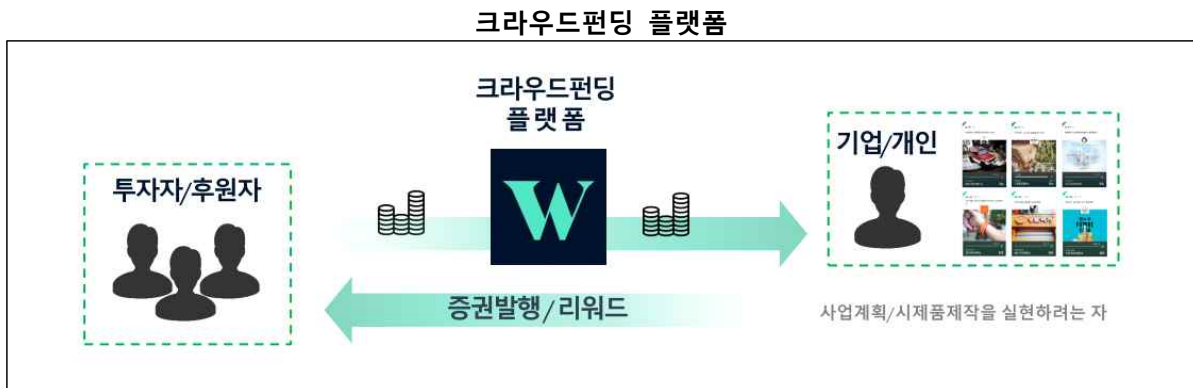 크라우드펀딩 플랫폼
크라우드펀딩
플랫폼
투자자/후원자
W
기업/개인
증권발행/리워드
사업계획/시제품제작을 실현하려는 자